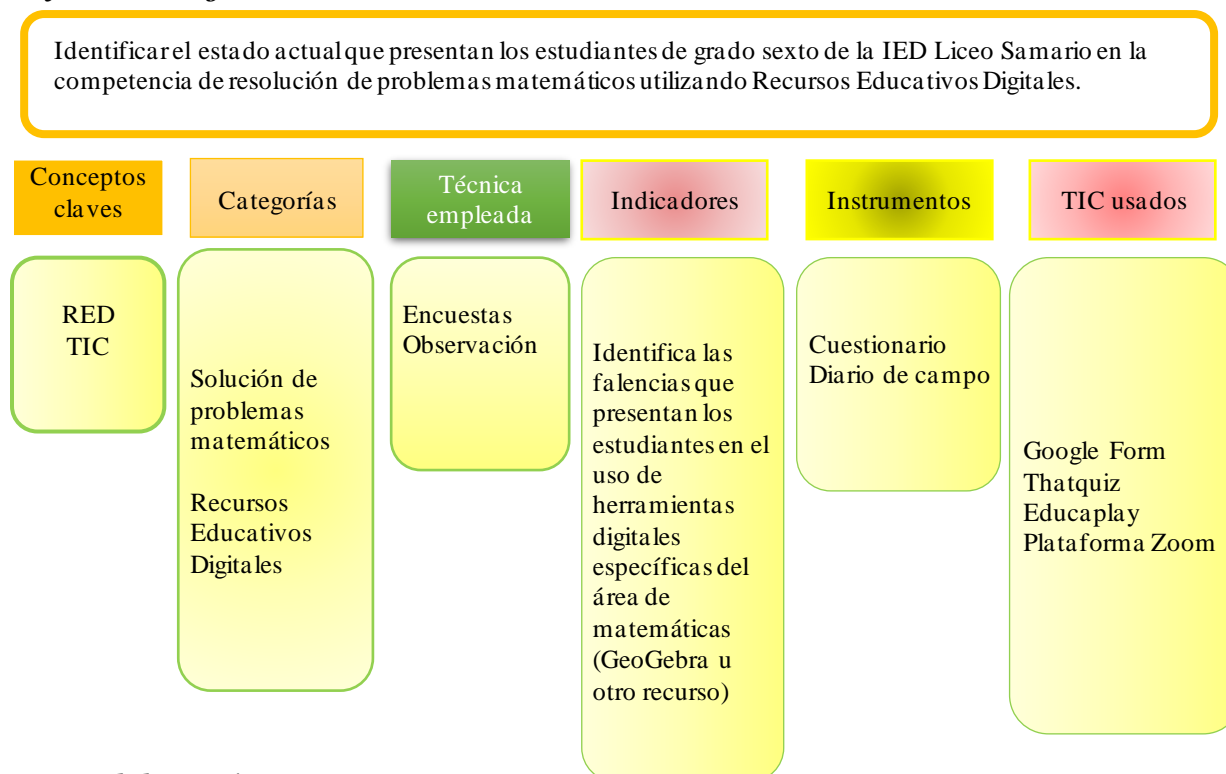 Identificar el estado actual que presentan los estudiantes de grado sexto de la IED Liceo Samario en la
competencia de resolución de problemas matemáticos utilizando Recursos Educativos Digitales.
Conceptos
claves
Categorías
Técnica
empleada
Indicadores
Instrumentos
TIC usados
RED
TIC
Solución de
problemas
matemáticos
Recursos
Educativos
Digitales
Encuestas
Observación
Identifica las
falencias que
presentan los
estudiantes en el
uso de
herramientas
digitales
específicas del
área de
matemáticas
(GeoGebra u
otro recurso)
Cuestionario
Diario de campo
Google Form
Thatquiz
Educaplay
Plataforma Zoom